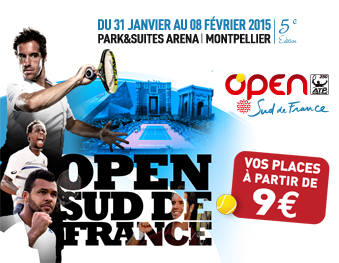 DU 31 JANVIER AU 08 FÉVRIER 2015
PARK&SUITES ARENA | MONTPELLIER
5e
Édition
OPEN
250
ATP
Sud de France
OPEN
SUD DE
FRANCE
VOS PLACES
À PARTIR DE
9€